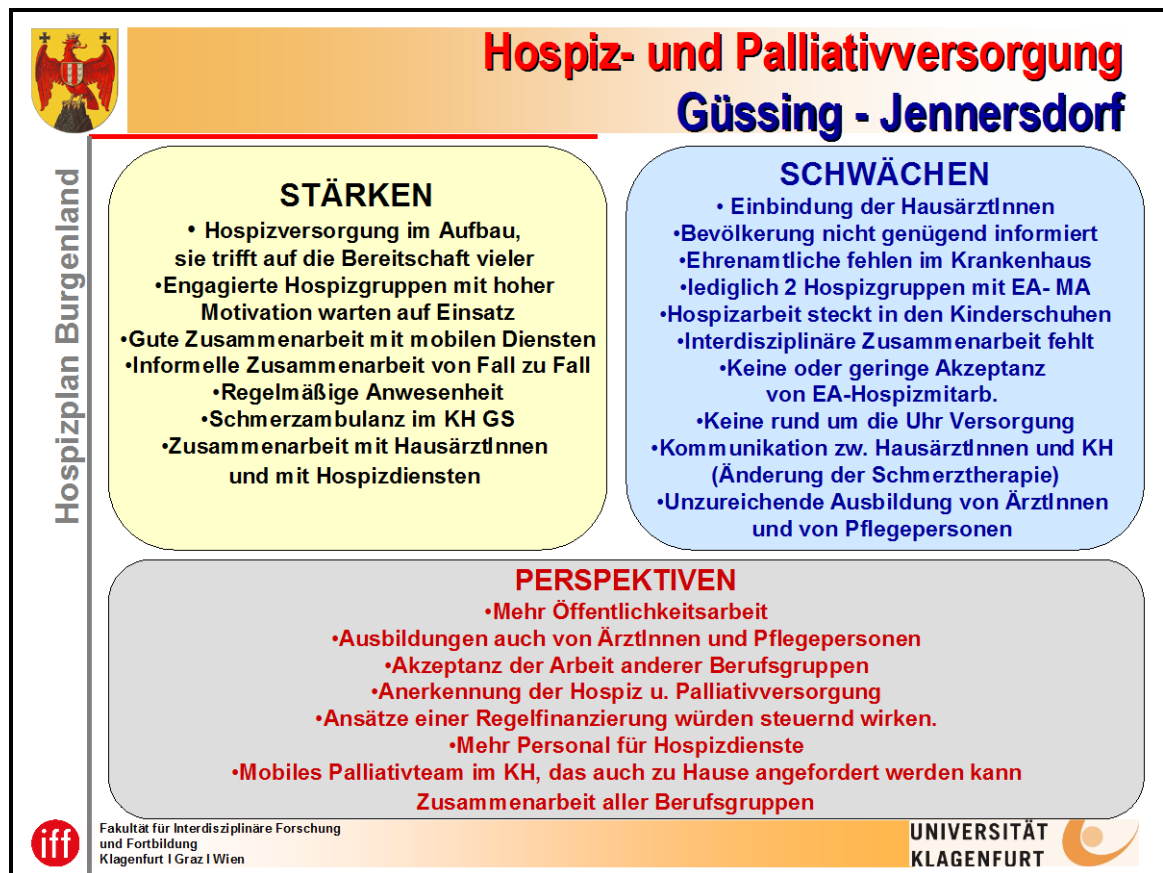 Hospiz- und Palliativversorgung
Güssing - Jennersdorf
Hospizplan Burgenland
STÄRKEN
• Hospizversorgung im Aufbau,
sie trifft auf die Bereitschaft vieler
•Engagierte Hospizgruppen mit hoher
Motivation warten auf Einsatz
•Gute Zusammenarbeit mit mobilen Diensten
•Informelle Zusammenarbeit von Fall zu Fall
•Regelmäßige Anwesenheit
•Schmerzambulanz im KH GS
•Zusammenarbeit mit HausärztInnen
und mit Hospizdiensten
SCHWÄCHEN
• Einbindung der HausärztInnen
•Bevölkerung nicht genügend informiert
•Ehrenamtliche fehlen im Krankenhaus
•lediglich 2 Hospizgruppen mit EA- MA
•Hospizarbeit steckt in den Kinderschuhen
•Interdisziplinäre Zusammenarbeit fehlt
•Keine oder geringe Akzeptanz
von EA-Hospizmitarb.
•Keine rund um die Uhr Versorgung
•Kommunikation zw. HausärztInnen und KH
(Änderung der Schmerztherapie)
•Unzureichende Ausbildung von ÄrztInnen
und von Pflegepersonen
PERSPEKTIVEN
•Mehr Öffentlichkeitsarbeit
•Ausbildungen auch von ÄrztInnen und Pflegepersonen
•Akzeptanz der Arbeit anderer Berufsgruppen
•Anerkennung der Hospiz u. Palliativversorgung
•Ansätze einer Regelfinanzierung würden steuernd wirken.
•Mehr Personal für Hospizdienste
•Mobiles Palliativteam im KH, das auch zu Hause angefordert werden kann
Zusammenarbeit aller Berufsgruppen
iff
Fakultät für Interdisziplinäre Forschung
und Fortbildung
Klagenfurt I Graz I Wien
UNIVERSITÄT
KLAGENFURT